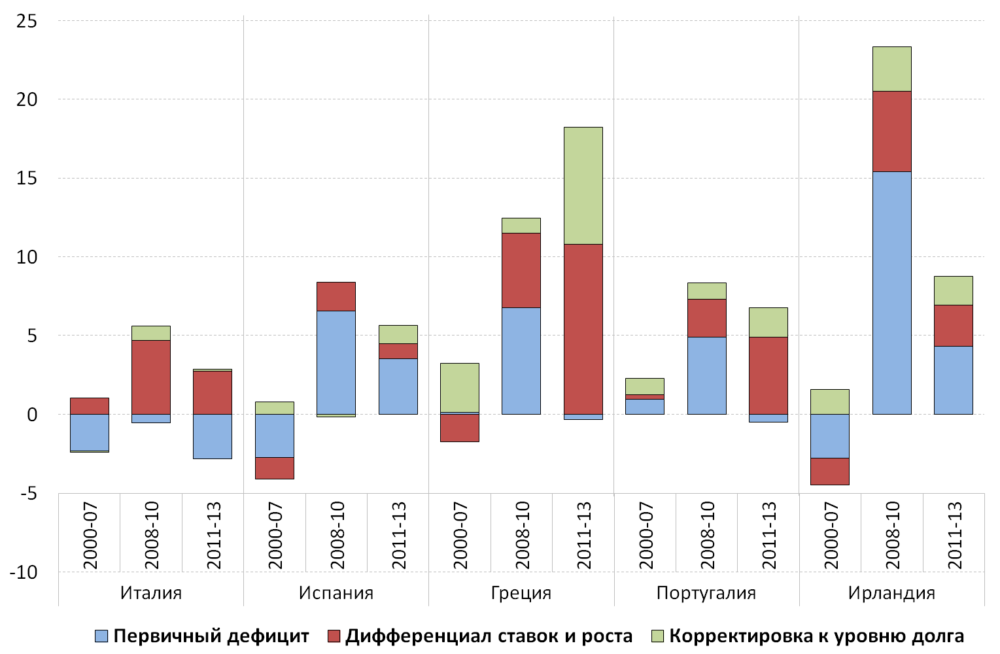 25
20
15
10
5
0
-5
-10
2000-07
2008-10
2011-13
2000-07
2008-10
2011-13
2000-07
2008-10
2011-13
2000-07
2008-10
2011-13
2000-07
2008-10
2011-13
Италия
Испания
Греция
Португалия
Ирландия
Первичный дефицит
Дифференциал ставок и роста
Корректировка к уровню долга